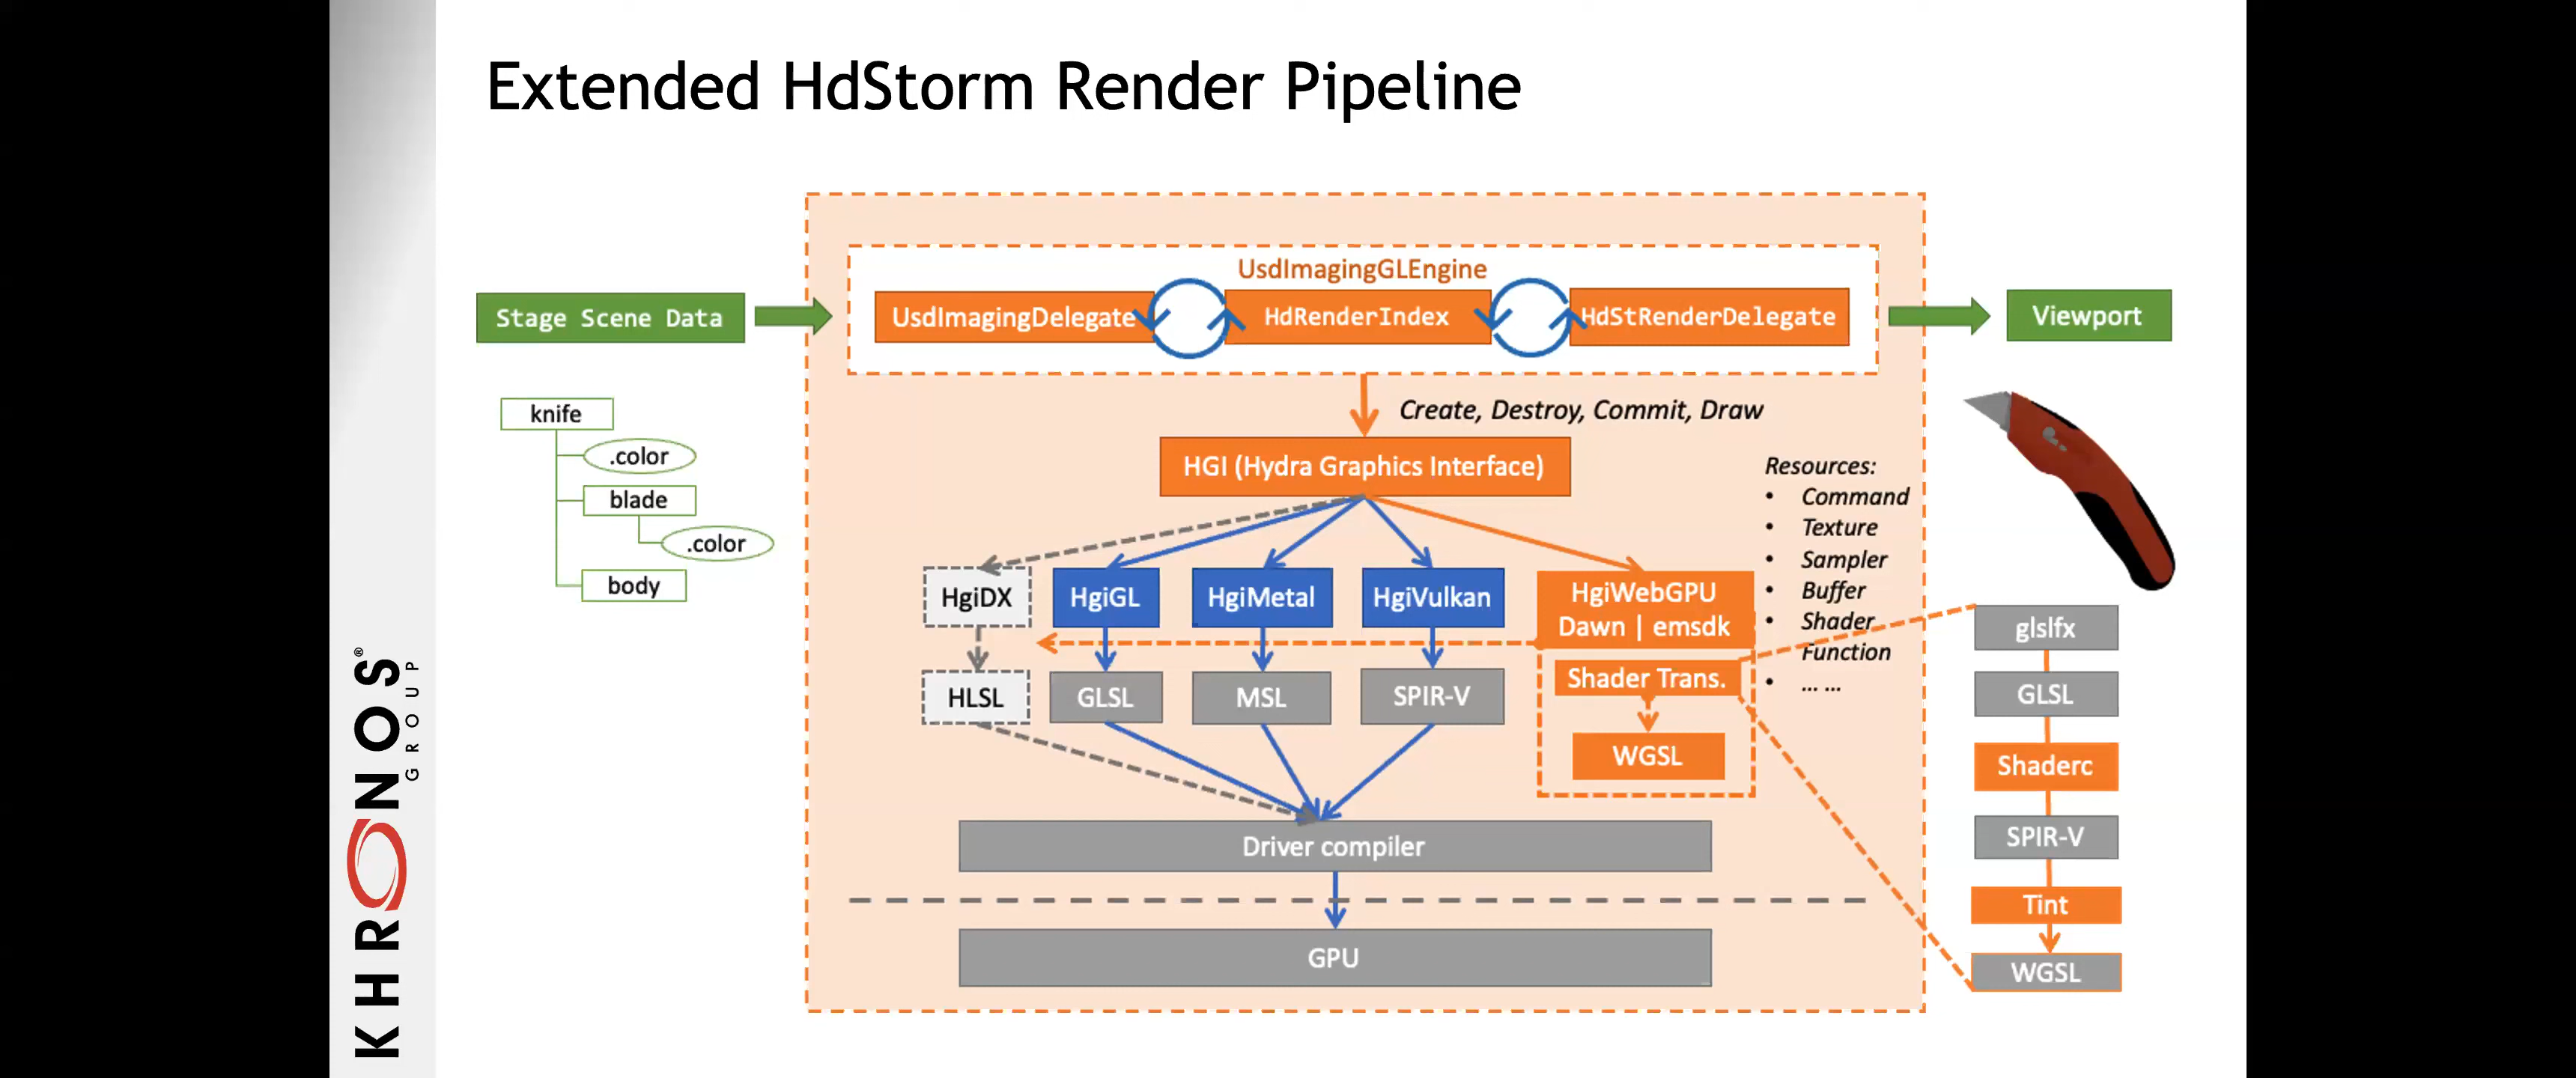 Extended HdStorm Render Pipeline
UsdImagingGLEngine
Stage Scene Data
UsdImagingDelegate
HdRenderIndex
HdStRenderDelegate
Viewport
knife
.color
blade
.color
body
Create, Destroy, Commit, Draw
HGI (Hydra Graphics Interface)
Resources:
• Command
• Texture
• Sampler
• Buffer
• Shader
Function
• ... ...
HgiDX
HgiGL
HgiMetal
HgiVulkan
HgiWebGPU
Dawn | emsdk
HLSL
GLSL
MSL
SPIR-V
Shader Trans.
WGSL
Driver compiler
GPU
glslfx
GLSL
Shaderc
SPIR-V
Tint
WGSL
KHRONOS®
GROUP